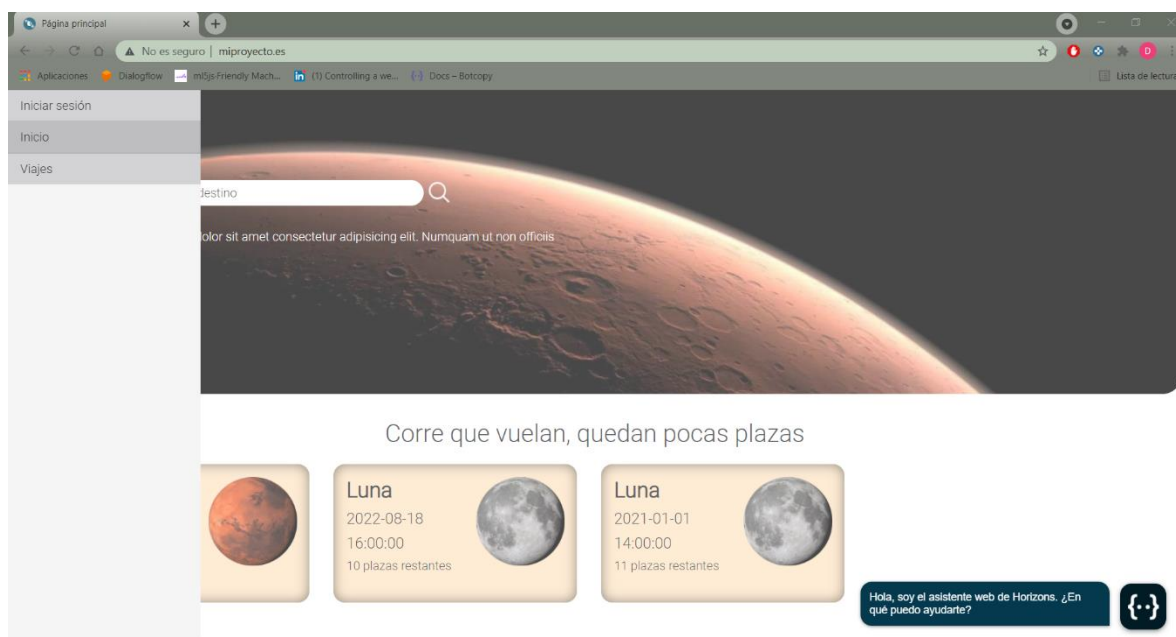 Página principal
No es seguro | miproyecto.es
Aplicaciones Dialogflow ml5js·Friendly Mach... (1) Controlling a we... Docs – Botcopy Lista de lectura
Iniciar sesión
Inicio
Viajes
destino
dolor sit amet consectetur adipisicing elit. Numquam ut non officiis
Corre que vuelan, quedan pocas plazas
Luna
2022-08-18
16:00:00
10 plazas restantes
Luna
2021-01-01
14:00:00
11 plazas restantes
Hola, soy el asistente web de Horizons. ¿En
qué puedo ayudarte?